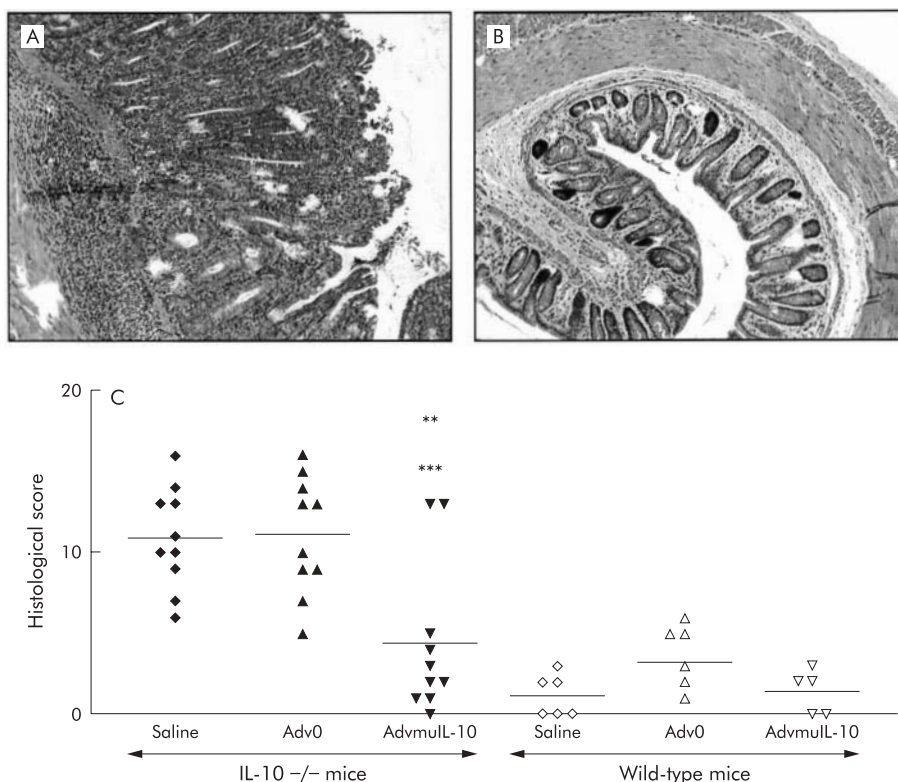 A
B
C
20
**
***
10
0
Histological score
Saline Adv0 AdvmuIL-10 Saline Adv0 AdvmuIL-10
IL-10 –/– mice Wild-type mice